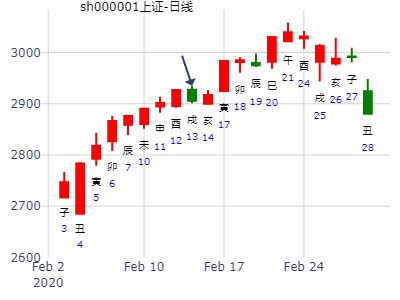 sh000001上证-日线
3000
2900
2800
2700
2600
子
3
丑
4
寅
5
卯
6
辰
7
未
10
申
11
酉
12
戌
13
亥
14
寅
17
卯
18
辰
19
巳
20
午
21
酉
24
戌
25
亥
26
子
27
丑
28
Feb 2
2020
Feb 10
Feb 17
Feb 24